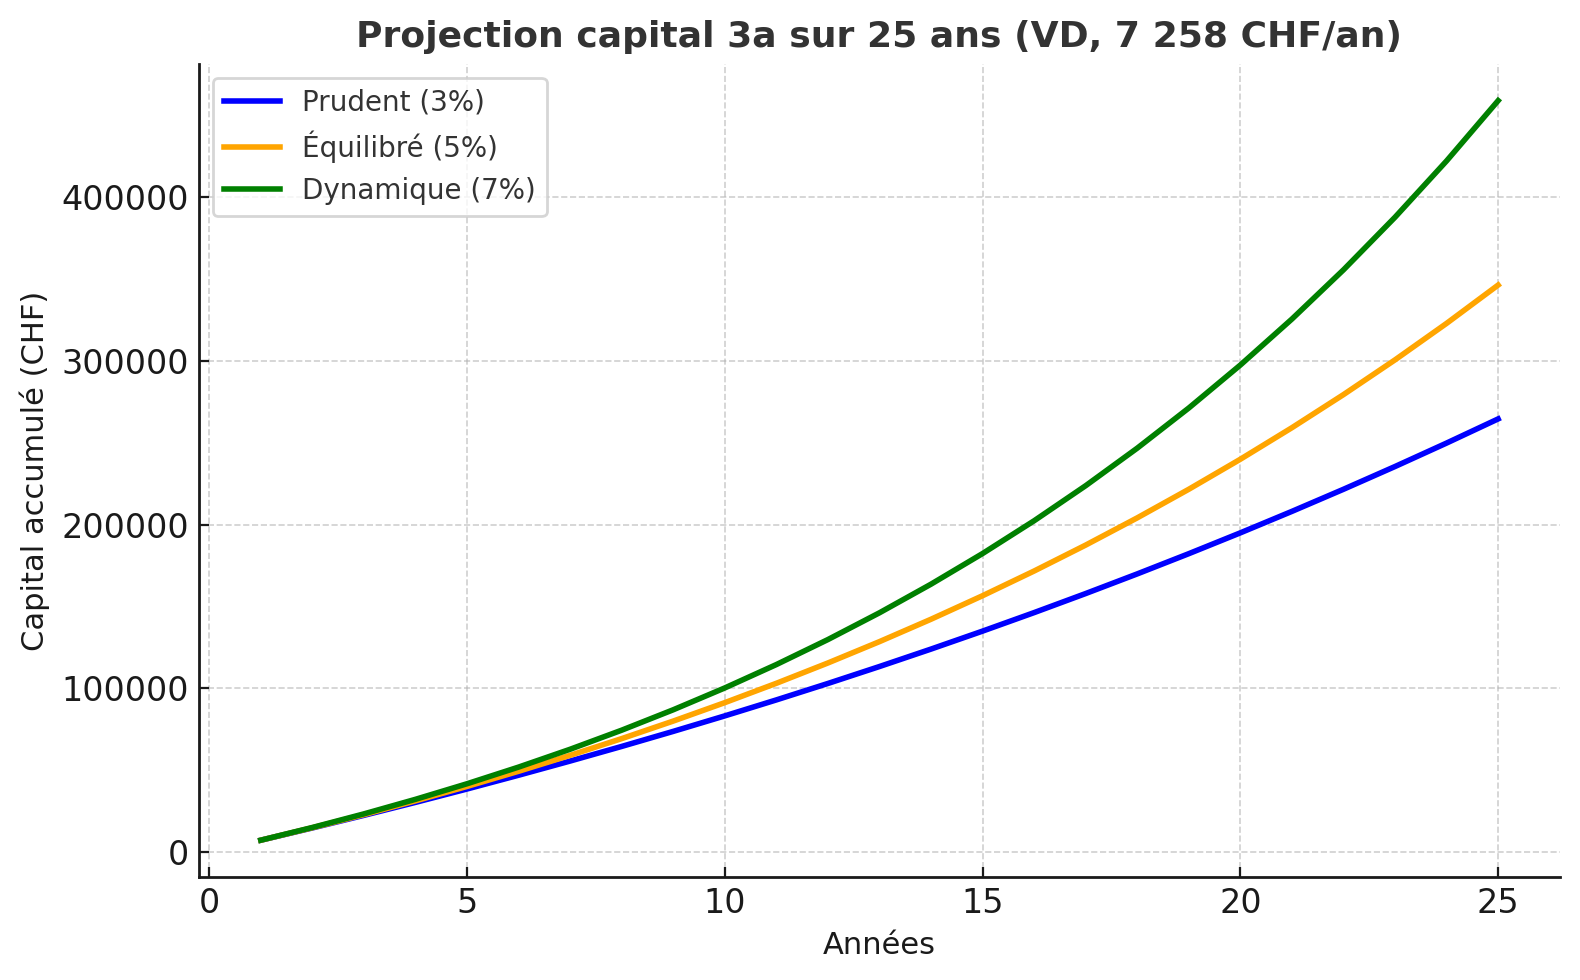 Projection capital 3a sur 25 ans (VD, 7 258 CHF/an)
Prudent (3%)
Équilibré (5%)
Dynamique (7%)
Capital accumulé (CHF)
400000
300000
200000
100000
0
0 5 10 15 20 25
Années